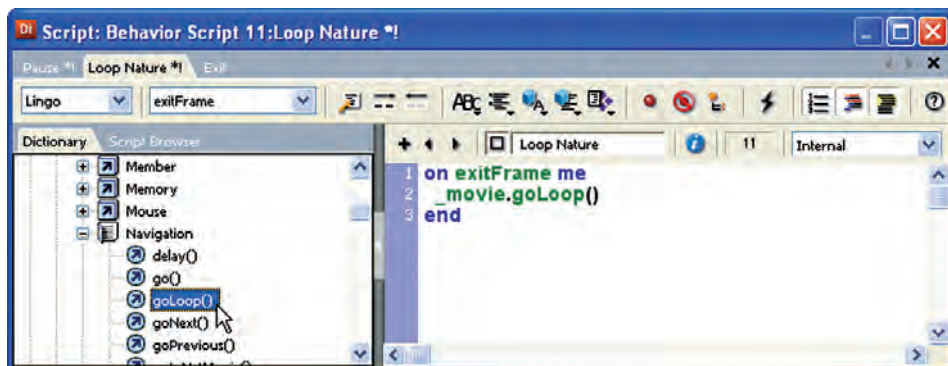 Di Script: Behavior Script 11:Loop Nature *!
Pause *! Loop Nature *! Exit
Lingo exitFrame
Dictionary Script Browser
Loop Nature 11 Internal
Member
Memory
Mouse
Navigation
delay()
go()
goLoop()
goNext()
goPrevious()
1 on exitFrame me
2 _movie.goLoop()
3 end